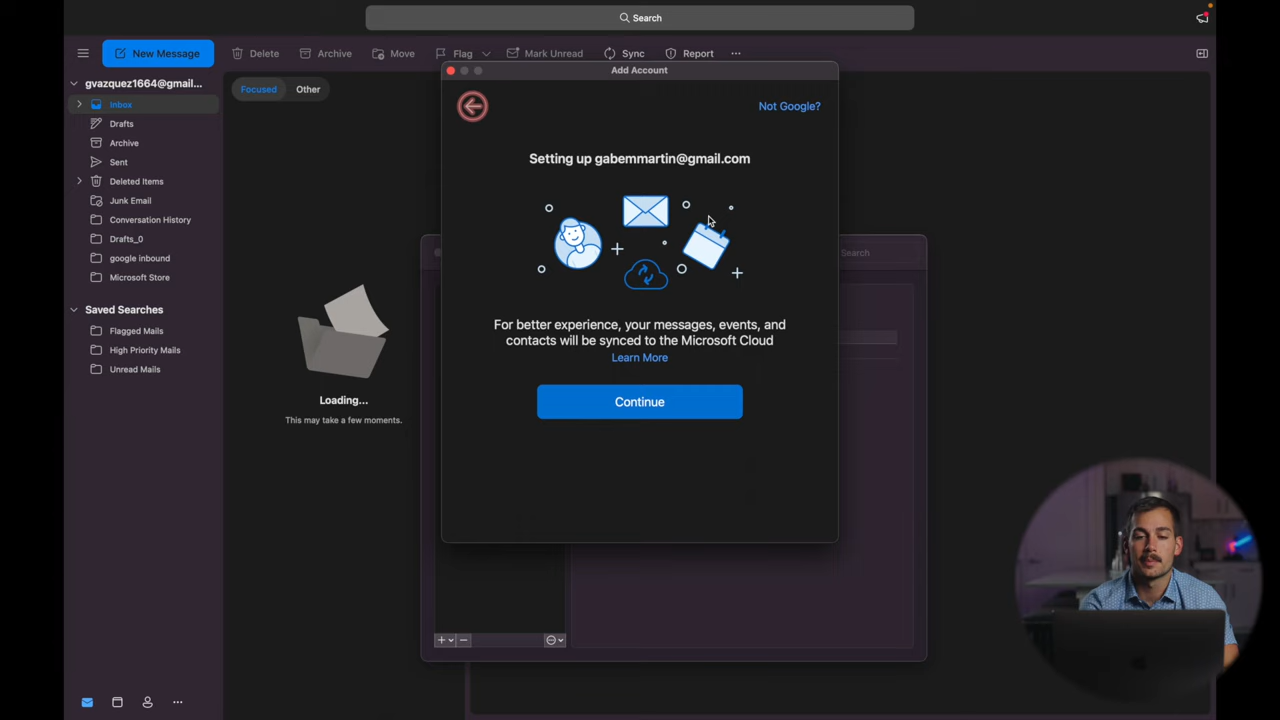 Search
New Message
Delete
Archive
Move
Flag
Mark Unread
Sync
Report
gvazquez1664@gmail...
Inbox
Drafts
Archive
Sent
Deleted Items
Junk Email
Conversation History
Drafts_0
google inbound
Microsoft Store
Saved Searches
Flagged Mails
High Priority Mails
Unread Mails
Focused
Other
Loading...
This may take a few moments.
Add Account
Not Google?
Setting up gabemmartin@gmail.com
For better experience, your messages, events, and
contacts will be synced to the Microsoft Cloud
Learn More
Continue
Search